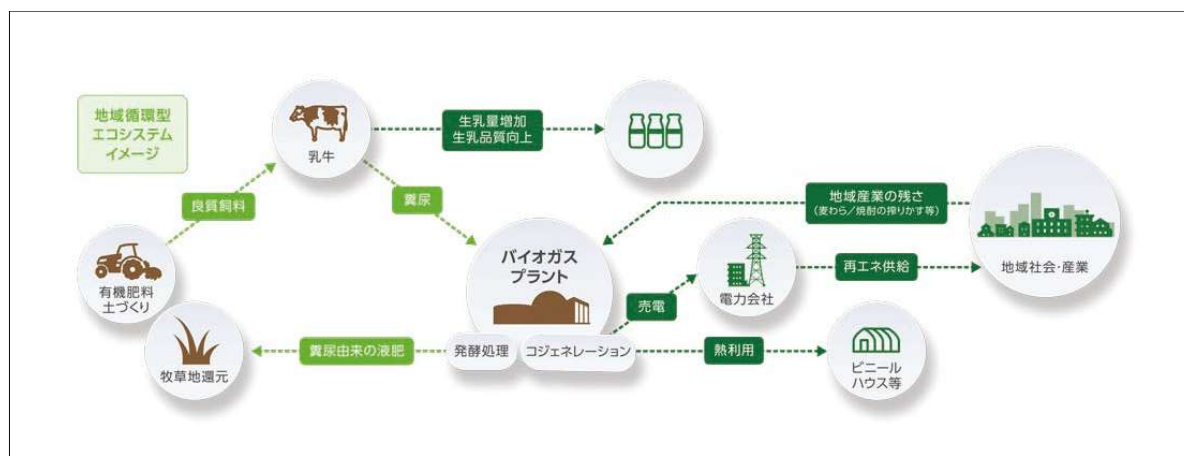 地域循環型
エコシステム
イメージ
乳牛
生乳量増加
生乳品質向上
良質飼料
糞尿
地域産業の残さ
（麦わら／焼酎の搾りかす等）
有機肥料
土づくり
バイオガス
プラント
電力会社
再エネ供給
地域社会・産業
売電
牧草地還元
糞尿由来の液肥
発酵処理
コジェネレーション
熱利用
ビニール
ハウス等